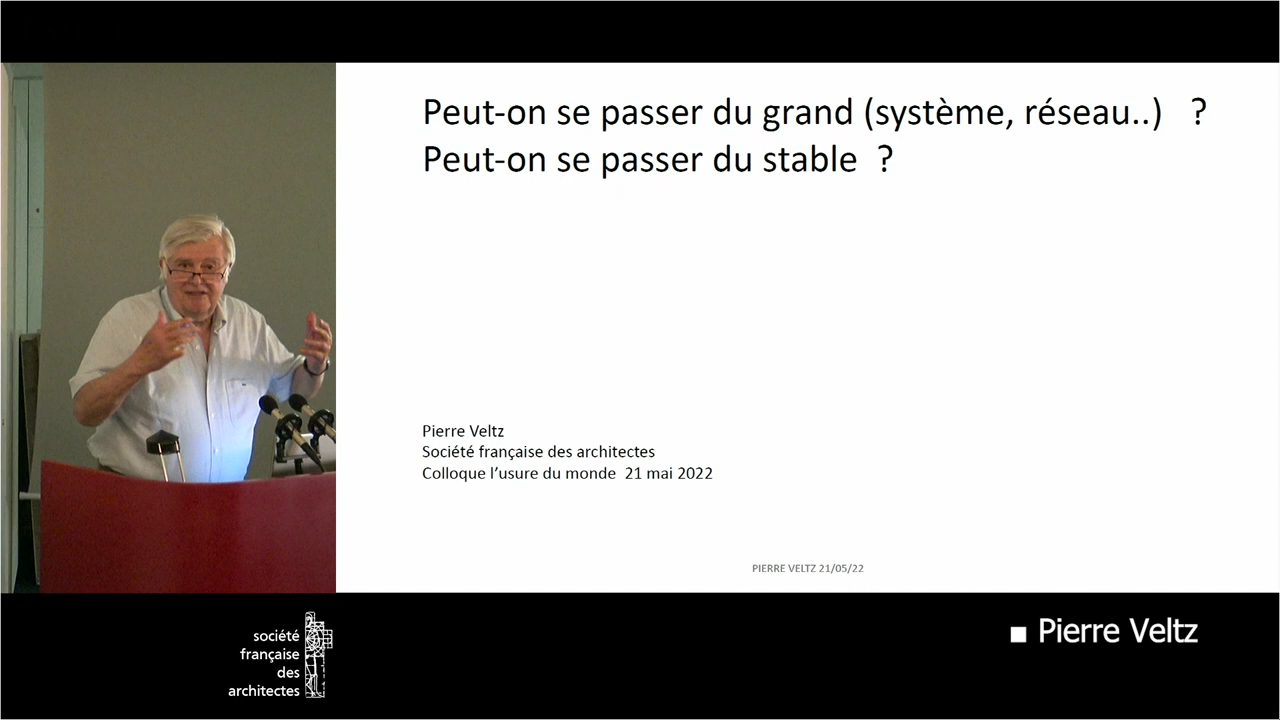 Peut-on se passer du grand (système, réseau..) ?
Peut-on se passer du stable ?
Pierre Veltz
Société française des architectes
Colloque l'usure du monde 21 mai 2022
PIERRE VELTZ 21/05/22
société
française
des
architectes
Pierre Veltz